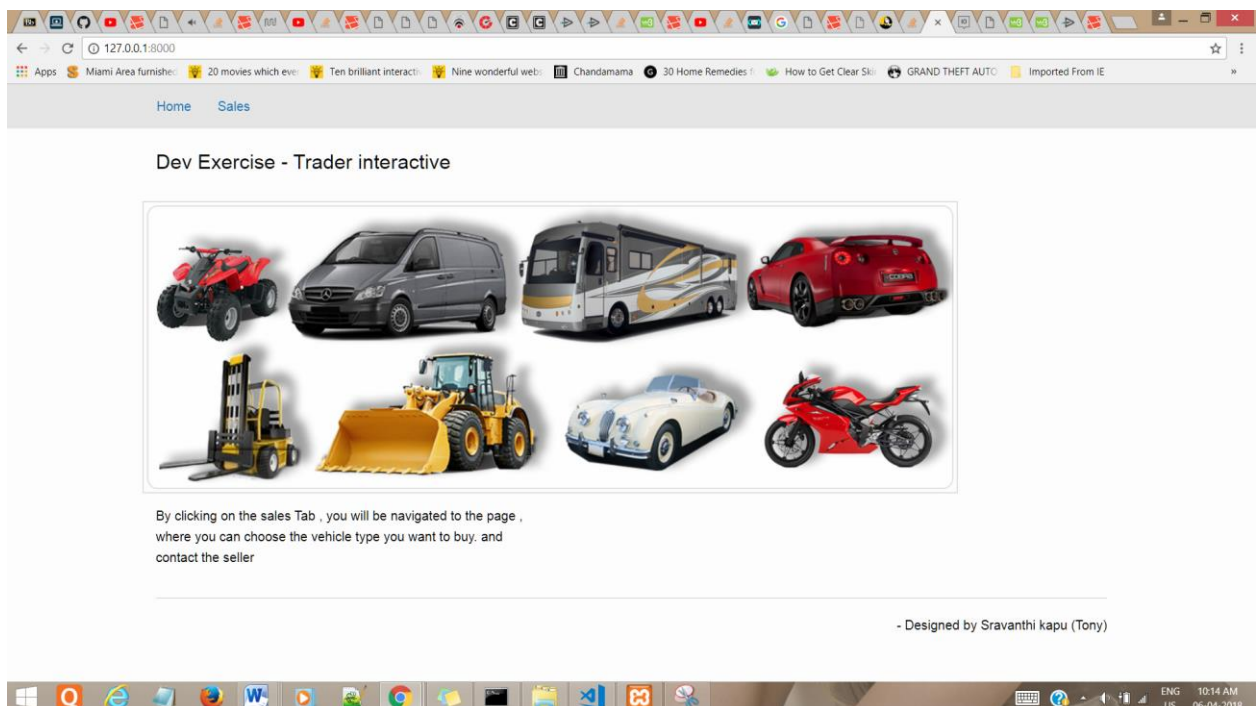 127.0.0.1:8000
Apps Miami Area furnished 20 movies which eve Ten brilliant interacti Nine wonderful web Chandamama 30 Home Remedies f How to Get Clear Ski GRAND THEFT AUTO Imported From IE »
Home Sales
Dev Exercise - Trader interactive
By clicking on the sales Tab , you will be navigated to the page ,
where you can choose the vehicle type you want to buy. and
contact the seller
- Designed by Sravanthi kapu (Tony)
ENG 10:14 AM
US 06-04-2018